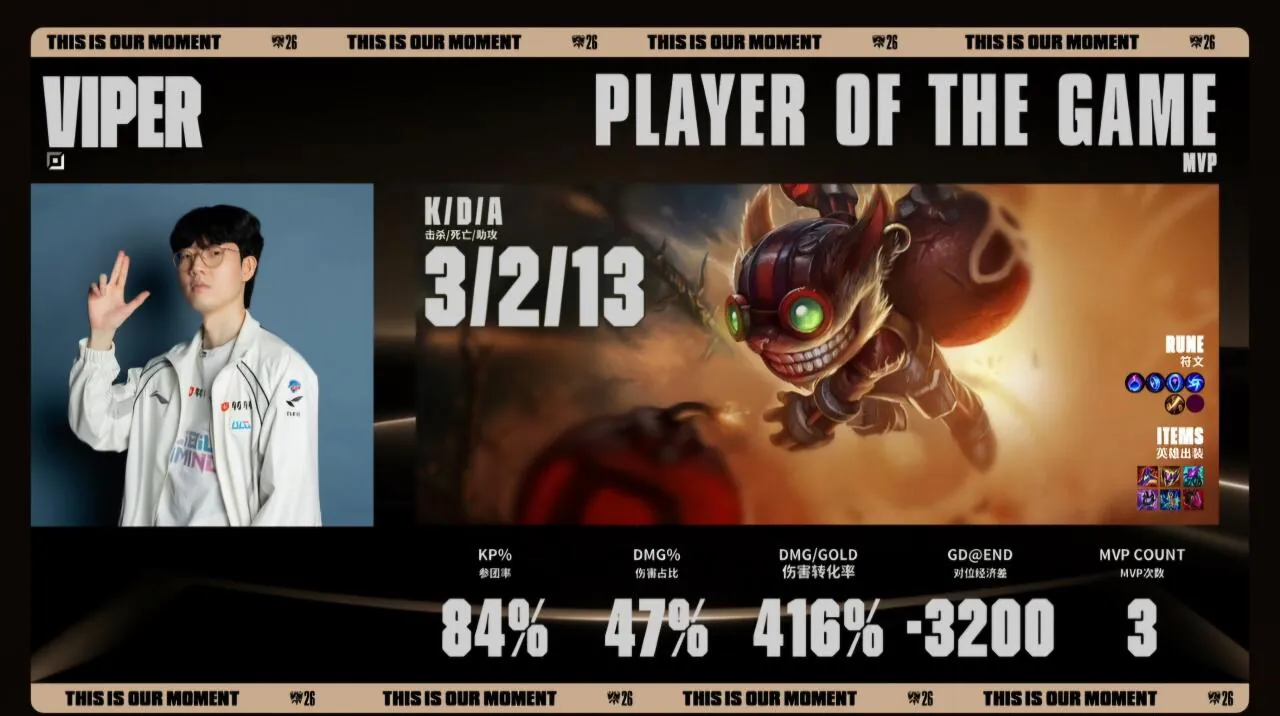 THIS IS OUR MOMENT 26 THIS IS OUR MOMENT 26 THIS IS OUR MOMENT 26 THIS IS OUR MOMENT 26
VIPER
PLAYER OF THE GAME
MVP
K/D/A
击杀/死亡/助攻
3/2/13
RUNE
符文
ITEMS
英雄出装
KP% DMG% DMG/GOLD GD@END MVP COUNT
参团率 伤害占比 伤害转化率 对位经济差 MVP次数
84% 47% 416% -3200 3
THIS IS OUR MOMENT 26 THIS IS OUR MOMENT 26 THIS IS OUR MOMENT 26 THIS IS OUR MOMENT 26